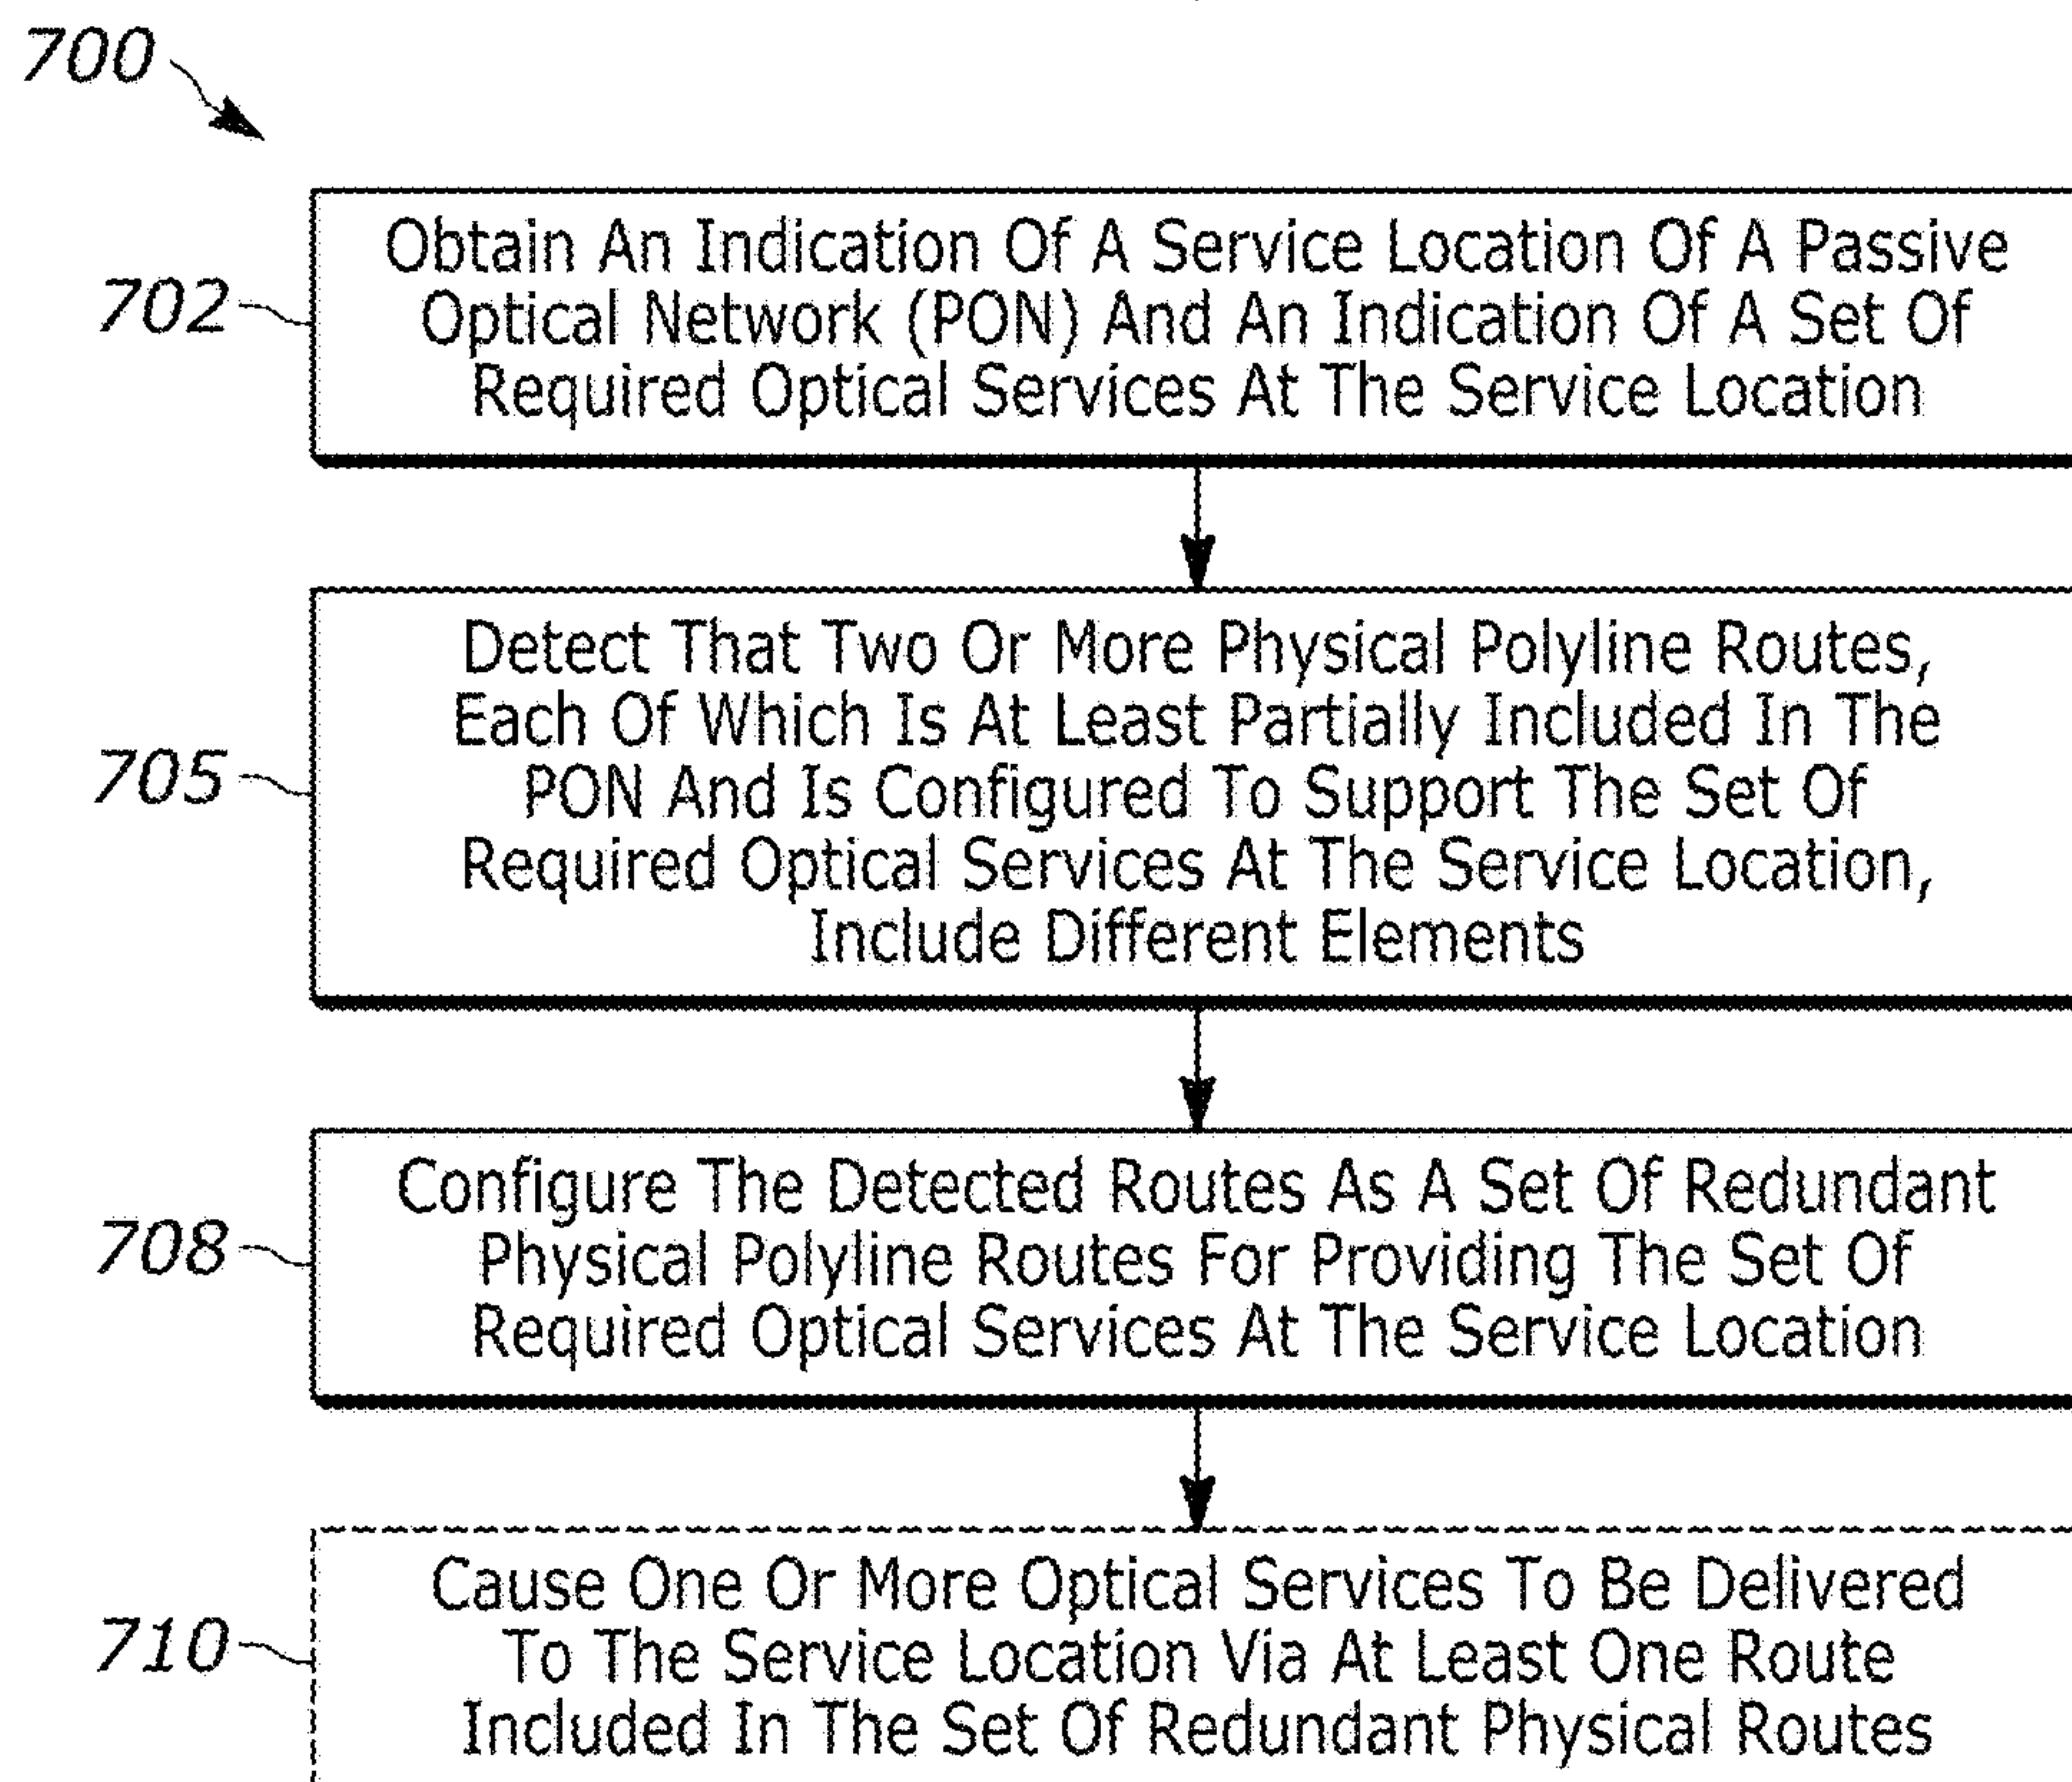 700
702
Obtain An Indication Of A Service Location Of A Passive
Optical Network (PON) And An Indication Of A Set Of
Required Optical Services At The Service Location
705
Detect That Two Or More Physical Polyline Routes,
Each Of Which Is At Least Partially Included In The
PON And Is Configured To Support The Set Of
Required Optical Services At The Service Location,
Include Different Elements
708
Configure The Detected Routes As A Set Of Redundant
Physical Polyline Routes For Providing The Set Of
Required Optical Services At The Service Location
710
Cause One Or More Optical Services To Be Delivered
To The Service Location Via At Least One Route
Included In The Set Of Redundant Physical Routes